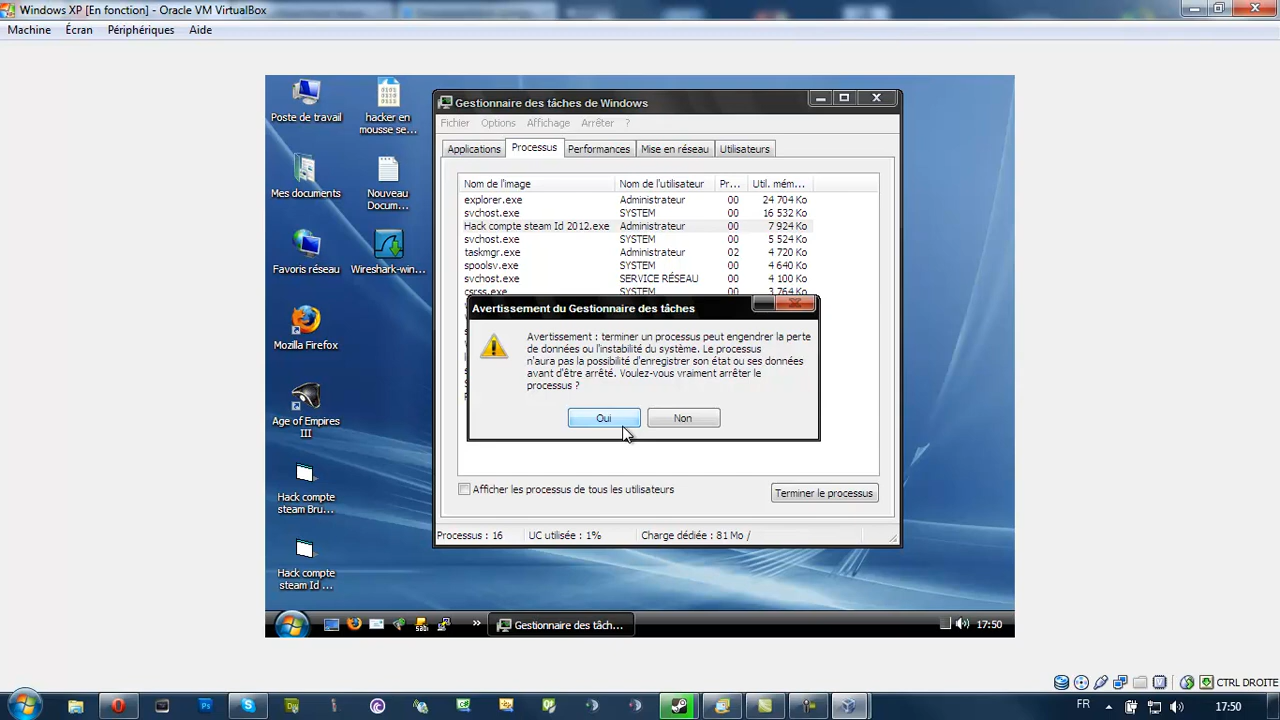 Windows XP [En fonction] - Oracle VM VirtualBox
Machine Écran Périphériques Aide
Poste de travail
hacker en
mousse se...
Mes documents
Nouveau
Docum...
Favoris réseau
Wireshark-win...
Mozilla Firefox
Age of Empires
III
Hack compte
steam Bru...
Hack compte
steam Id ...
Gestionnaire des tâches de Windows
Fichier Options Affichage Arrêter ?
Applications Processus Performances Mise en réseau Utilisateurs
Nom de l'image Nom de l'utilisateur Pr... Util. mém...
explorer.exe Administrateur 00 24 704 Ko
svchost.exe SYSTEM 00 16 532 Ko
Hack compte steam Id 2012.exe Administrateur 00 7 924 Ko
svchost.exe SYSTEM 00 5 524 Ko
taskmgr.exe Administrateur 02 4 720 Ko
spoolsv.exe SYSTEM 00 4 640 Ko
svchost.exe SERVICE RÉSEAU 00 4 100 Ko
csrss.exe SYSTEM 00 3 764 Ko
Avertissement du Gestionnaire des tâches
Avertissement : terminer un processus peut engendrer la perte
de données ou l'instabilité du système. Le processus
n'aura pas la possibilité d'enregistrer son état ou ses données
avant d'être arrêté. Voulez-vous vraiment arrêter le
processus ?
Oui Non
Afficher les processus de tous les utilisateurs
Terminer le processus
Processus : 16 UC utilisée : 1% Charge dédiée : 81 Mo /
Gestionnaire des tâch...
17:50
CTRL DROITE
FR
17:50